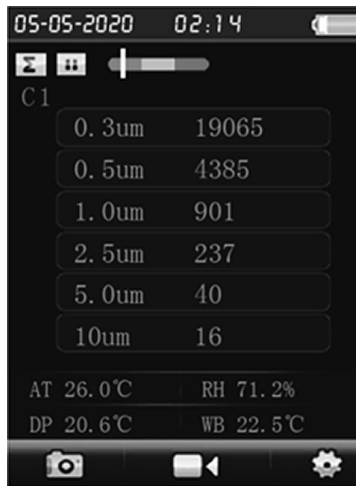 05-05-2020 02:14
Σ
C1
0.3um 19065
0.5um 4385
1.0um 901
2.5um 237
5.0um 40
10um 16
AT 26.0℃ RH 71.2%
DP 20.6℃ WB 22.5℃